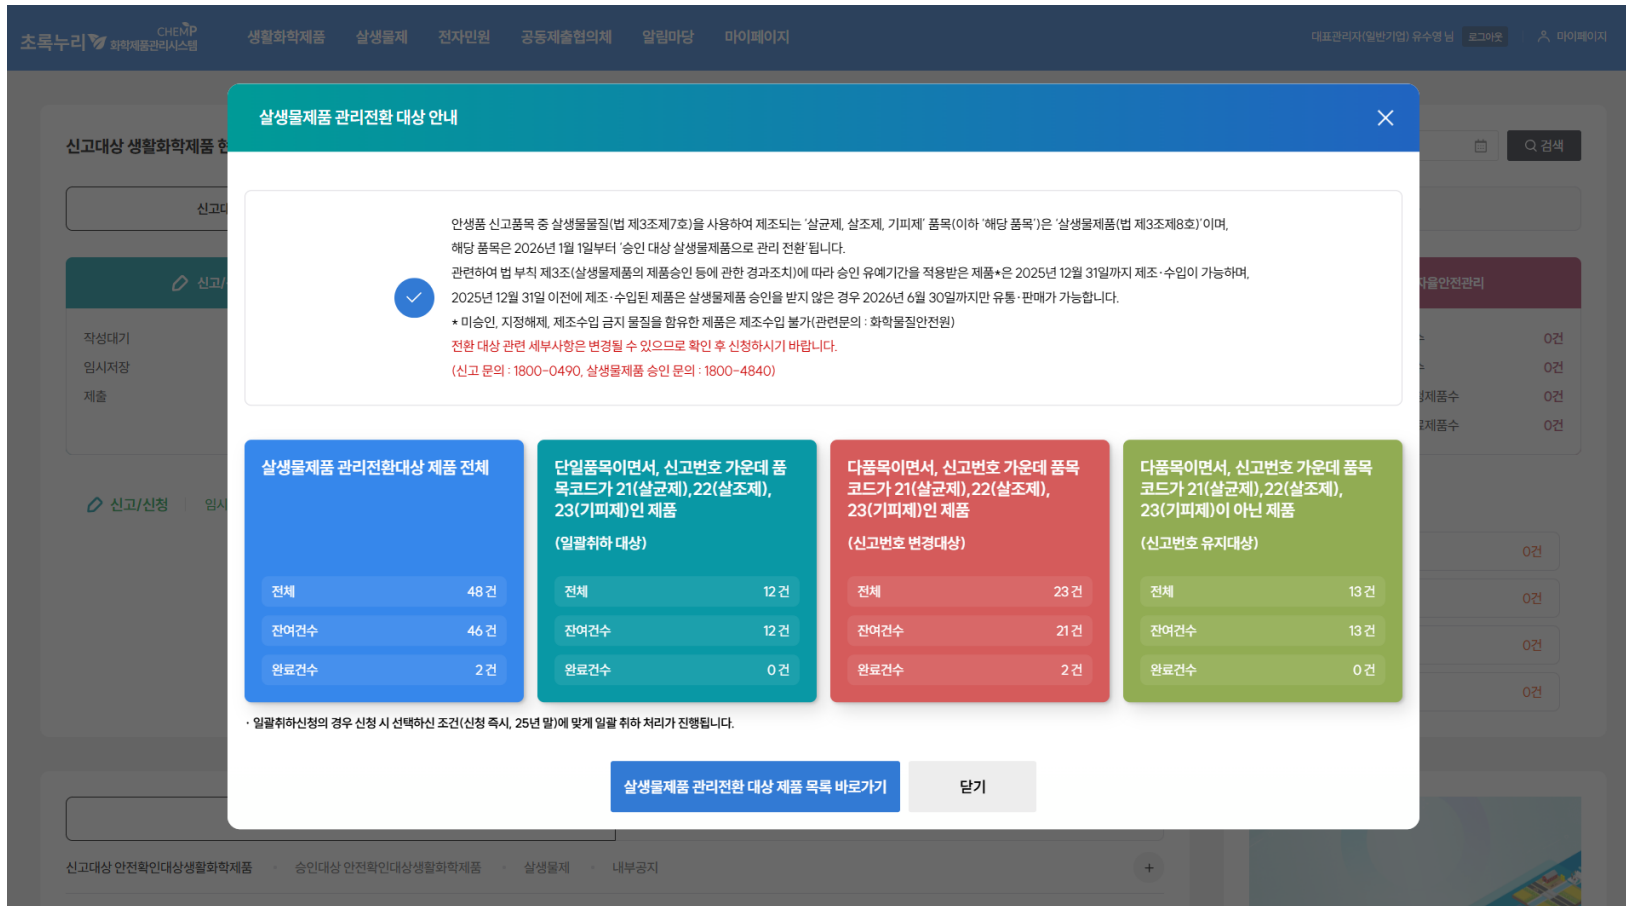 초록누리 CHEMP 화학제품관리시스템
생활화학제품 살생물제 전자민원 공동제출협의체 알림마당 마이페이지
대표관리자(일반기업) 유수영 님 로그아웃 마이페이지
살생물제품 관리전환 대상 안내
신고대상 생활화학제품
검색
안생품 신고품목 중 살생물물질(법 제3조제7호)을 사용하여 제조되는 '살균제, 살조제, 기피제' 품목(이하 '해당 품목')은 '살생물제품(법 제3조제8호)'이며,
해당 품목은 2026년 1월 1일부터 '승인 대상 살생물제품으로 관리 전환'됩니다.
관련하여 법 부칙 제3조(살생물제품의 제품승인 등에 관한 경과조치)에 따라 승인 유예기간을 적용받은 제품*은 2025년 12월 31일까지 제조·수입이 가능하며,
2025년 12월 31일 이전에 제조·수입된 제품은 살생물제품 승인을 받지 않은 경우 2026년 6월 30일까지만 유통·판매가 가능합니다.
* 미승인, 지정해제, 제조수입 금지 물질을 함유한 제품은 제조수입 불가(관련문의 : 화학물질안전원)
전환 대상 관련 세부사항은 변경될 수 있으므로 확인 후 신청하시기 바랍니다.
(신고 문의 : 1800-0490, 살생물제품 승인 문의 : 1800-4840)
신고/
자율안전관리
작성대기
임시저장
제출
0건
0건
제품수 0건
제품수 0건
신고/신청
살생물제품 관리전환대상 제품 전체
전체 48 건
잔여건수 46 건
완료건수 2 건
단일품목이면서, 신고번호 가운데 품
목코드가 21(살균제),22(살조제),
23(기피제)인 제품
(일괄취하 대상)
전체 12 건
잔여건수 12 건
완료건수 0 건
다품목이면서, 신고번호 가운데 품목
코드가 21(살균제),22(살조제),
23(기피제)인 제품
(신고번호 변경대상)
전체 23 건
잔여건수 21 건
완료건수 2 건
다품목이면서, 신고번호 가운데 품목
코드가 21(살균제),22(살조제),
23(기피제)이 아닌 제품
(신고번호 유지대상)
전체 13 건
잔여건수 13 건
완료건수 0 건
0건
0건
0건
0건
· 일괄취하신청의 경우 신청 시 선택하신 조건(신청 즉시, 25년 말)에 맞게 일괄 취하 처리가 진행됩니다.
살생물제품 관리전환 대상 제품 목록 바로가기 닫기
신고대상 안전확인대상생활화학제품 승인대상 안전확인대상생활화학제품 살생물제 내부공지